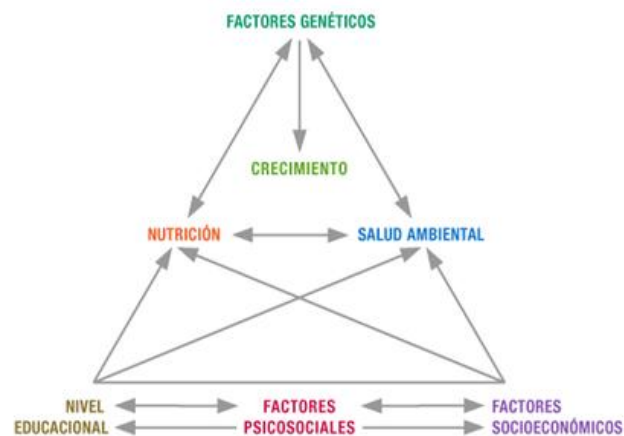 FACTORES GENÉTICOS
CRECIMIENTO
NUTRICIÓN
SALUD AMBIENTAL
NIVEL
EDUCACIONAL
FACTORES
PSICOSOCIALES
FACTORES
SOCIOECONÓMICOS